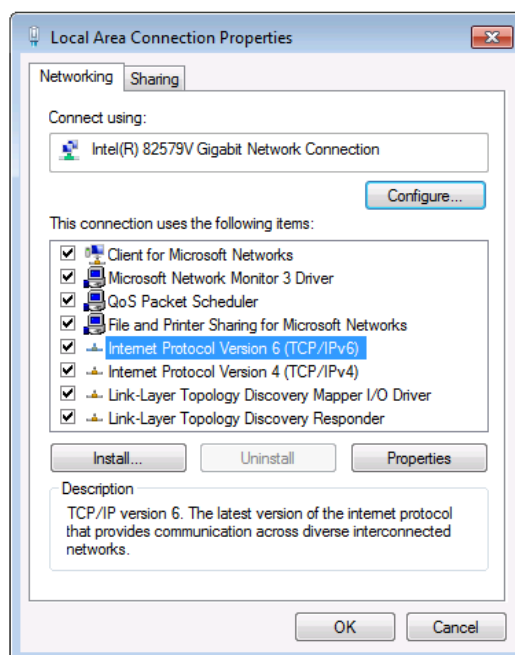 Local Area Connection Properties
Networking
Sharing
Connect using:
Intel(R) 82579V Gigabit Network Connection
Configure...
This connection uses the following items:
Client for Microsoft Networks
Microsoft Network Monitor 3 Driver
QoS Packet Scheduler
File and Printer Sharing for Microsoft Networks
Internet Protocol Version 6 (TCP/IPv6)
Internet Protocol Version 4 (TCP/IPv4)
Link-Layer Topology Discovery Mapper I/O Driver
Link-Layer Topology Discovery Responder
Install...
Uninstall
Properties
Description
TCP/IP version 6. The latest version of the internet protocol
that provides communication across diverse interconnected
networks.
OK
Cancel